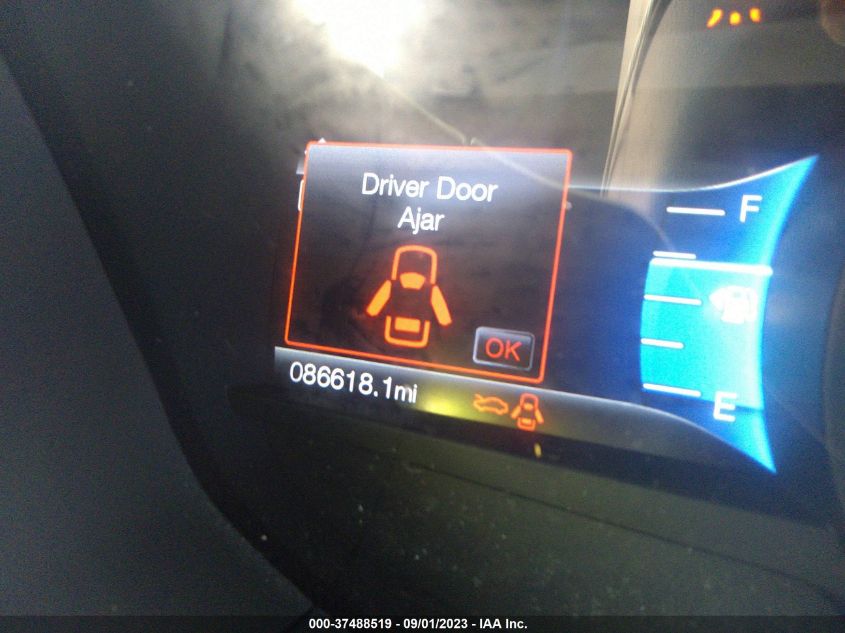 Driver Door
Ajar
OK
086618.1mi
F
E
000-37488519 - 09/01/2023 - IAA Inc.